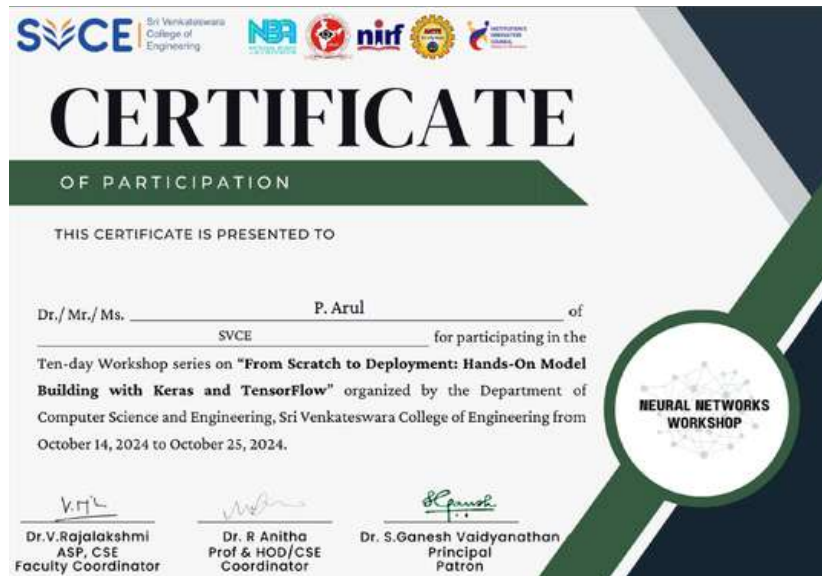 SVCE Sri Venkateswara
College of
Engineering
NBA
nirf
INSTITUTION'S
INNOVATION
COUNCIL
CERTIFICATE
OF PARTICIPATION
THIS CERTIFICATE IS PRESENTED TO
Dr./ Mr./ Ms. P. Arul of
SVCE for participating in the
Ten-day Workshop series on “From Scratch to Deployment: Hands-On Model
Building with Keras and TensorFlow” organized by the Department of
Computer Science and Engineering, Sri Venkateswara College of Engineering from
October 14, 2024 to October 25, 2024.
NEURAL NETWORKS
WORKSHOP
Dr.V.Rajalakshmi
ASP, CSE
Faculty Coordinator
Dr. R Anitha
Prof & HOD/CSE
Coordinator
Dr. S.Ganesh Vaidyanathan
Principal
Patron